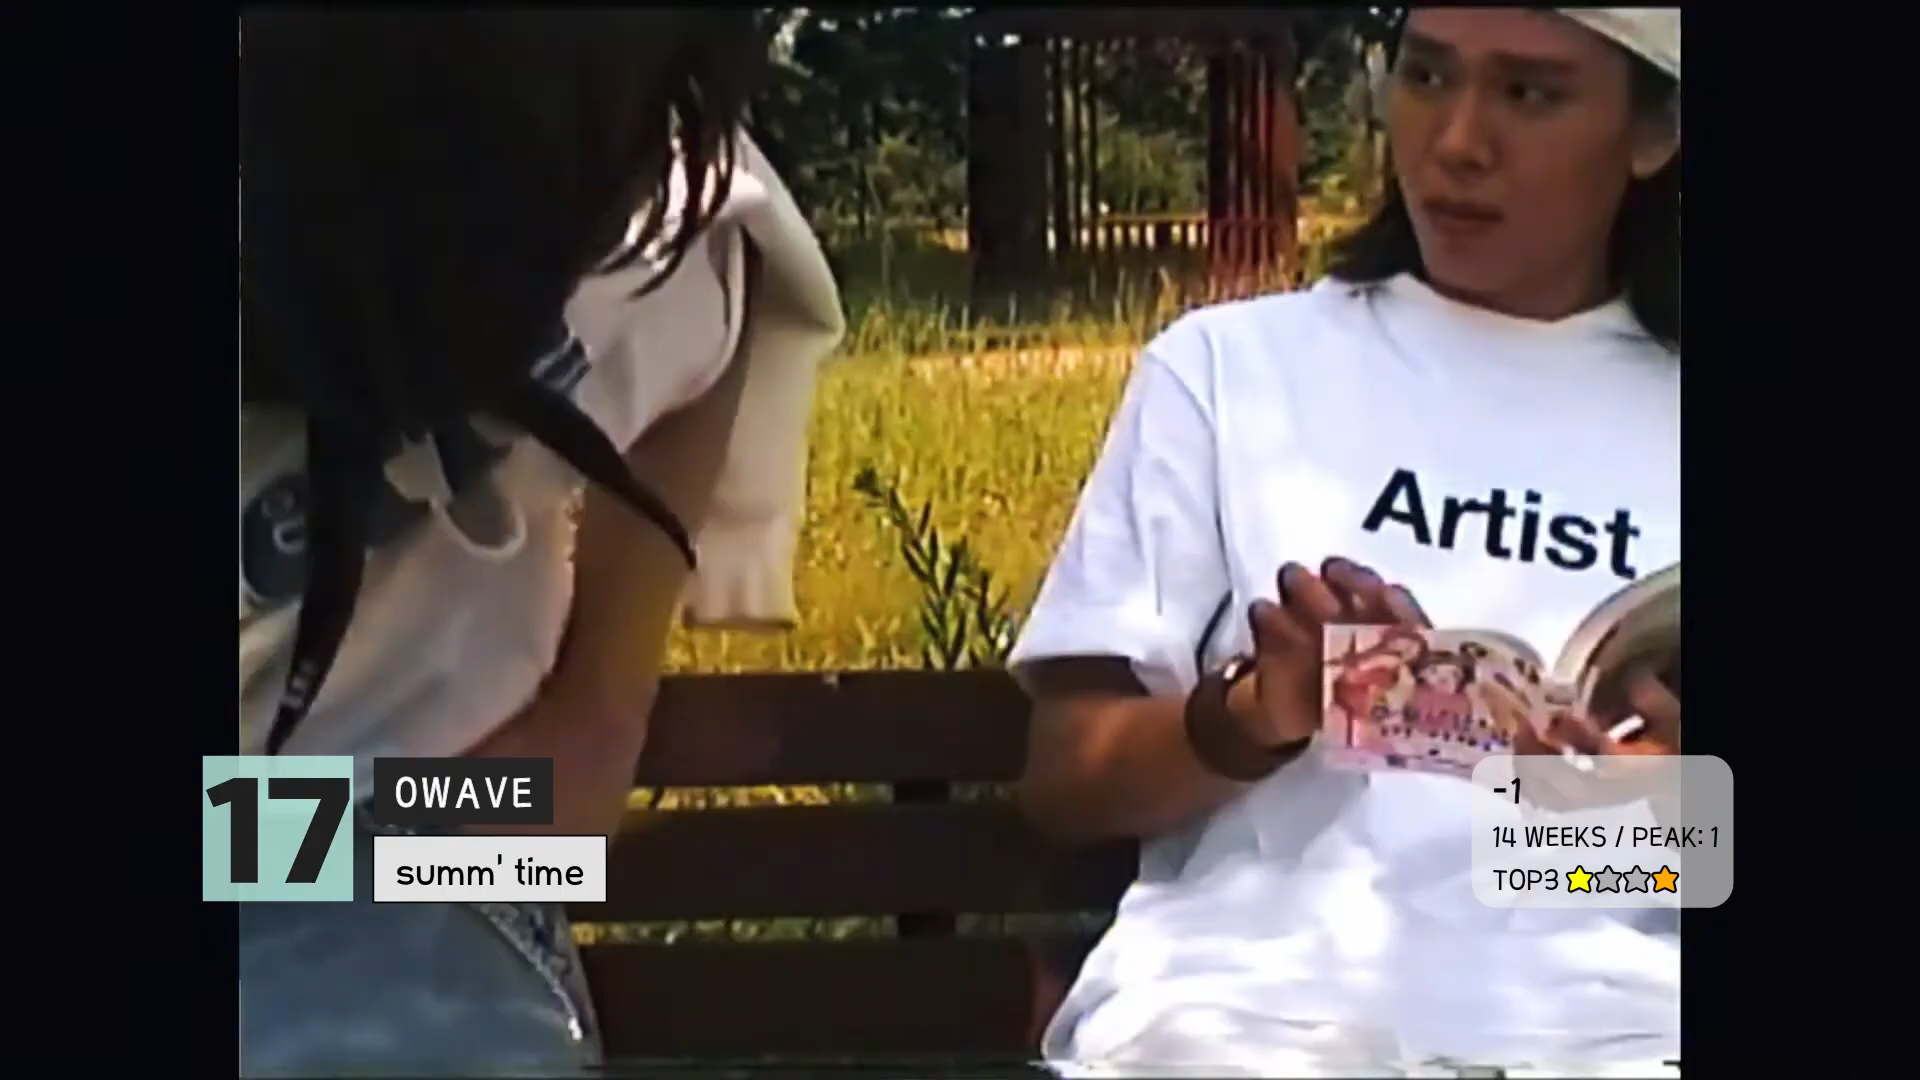 Artist
17
OWAVE
summ' time
-1
14 WEEKS / PEAK: 1
TOP3